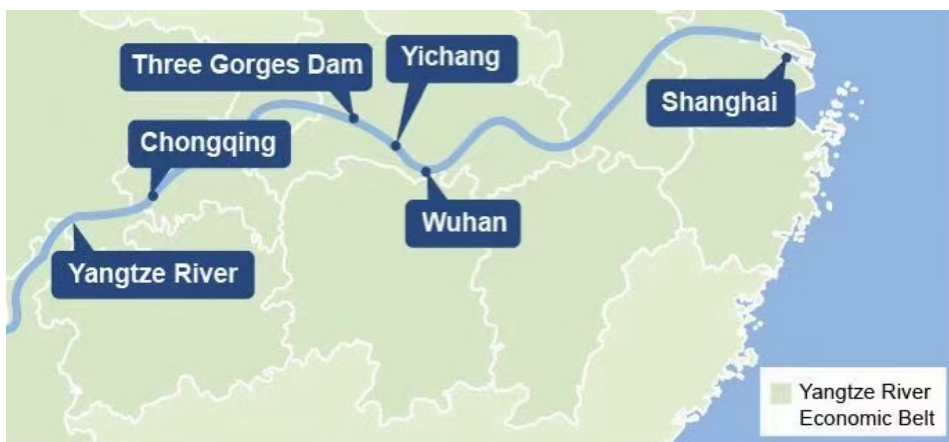 Three Gorges Dam
Yichang
Shanghai
Chongqing
Wuhan
Yangtze River
Yangtze River
Economic Belt